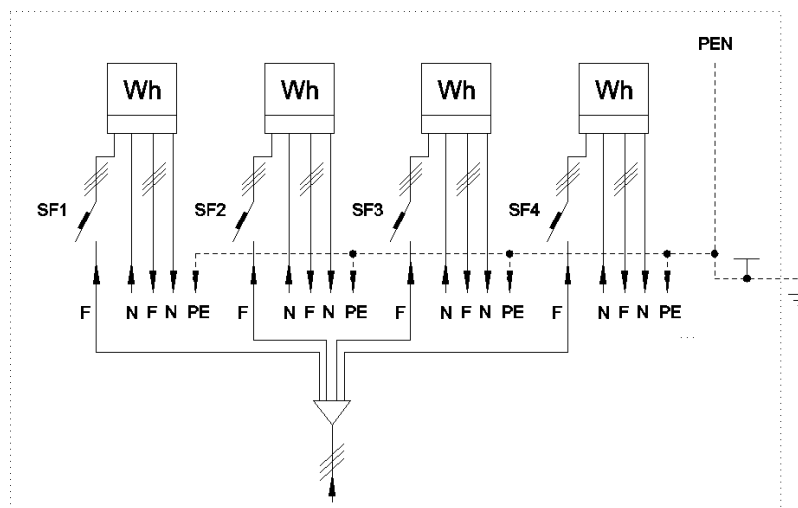 PEN
Wh Wh Wh Wh
SF1 SF2 SF3 SF4
F N F N PE F N F N PE F N F N PE F N F N PE
...